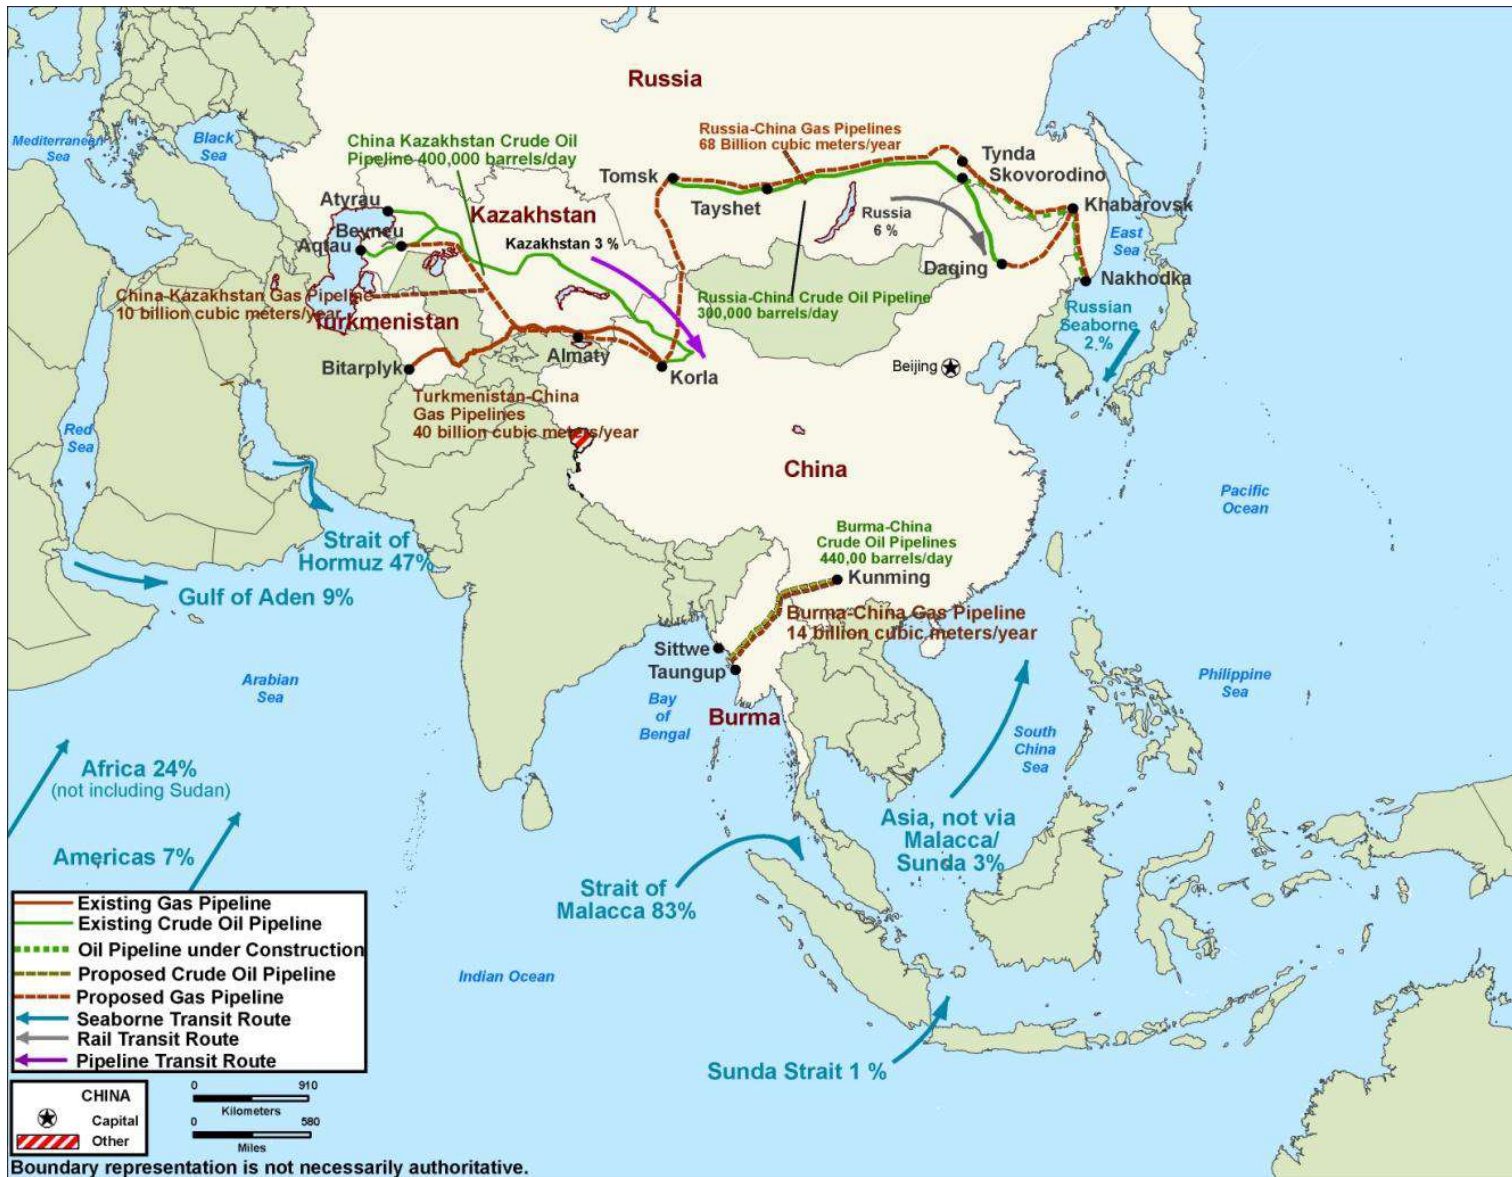 Russia
Mediterranean
Sea
Black
Sea
China Kazakhstan Crude Oil
Pipeline 400,000 barrels/day
Russia-China Gas Pipelines
68 Billion cubic meters/year
Tynda
Skovorodino
Tomsk
Tayshet
Khabarovsk
Atyrau
Beyneu
Aqtau
Kazakhstan
Kazakhstan 3 %
Russia
6 %
East
Sea
Daqing
Nakhodka
China-Kazakhstan Gas Pipeline
10 billion cubic meters/year
Turkmenistan
Russia-China Crude Oil Pipeline
300,000 barrels/day
Russian
Seaborne
2 %
Bitarplyk
Almaty
Korla
Beijing
Turkmenistan-China
Gas Pipelines
40 billion cubic meters/year
Red
Sea
China
Pacific
Ocean
Strait of
Hormuz 47%
Gulf of Aden 9%
Burma-China
Crude Oil Pipelines
440,00 barrels/day
Kunming
Burma-China Gas Pipeline
14 billion cubic meters/year
Sittwe
Taungup
Arabian
Sea
Bay
of
Bengal
Burma
Philippine
Sea
South
China
Sea
Africa 24%
(not including Sudan)
Americas 7%
Asia, not via
Malacca/
Sunda 3%
Strait of
Malacca 83%
Indian Ocean
Sunda Strait 1 %
Existing Gas Pipeline
Existing Crude Oil Pipeline
Oil Pipeline under Construction
Proposed Crude Oil Pipeline
Proposed Gas Pipeline
Seaborne Transit Route
Rail Transit Route
Pipeline Transit Route
CHINA
Capital
Other
0 910
Kilometers
0 580
Miles
Boundary representation is not necessarily authoritative.